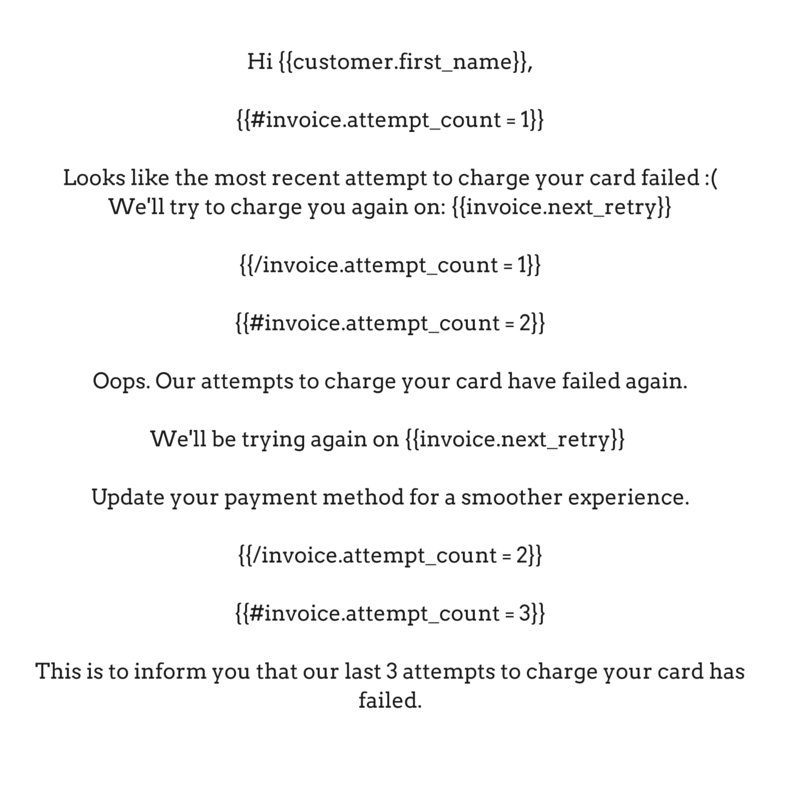 Hi {{customer.first_name}},
{{#invoice.attempt_count = 1}}
Looks like the most recent attempt to charge your card failed :(
We'll try to charge you again on: {{invoice.next_retry}}
{{/invoice.attempt_count = 1}}
{{#invoice.attempt_count = 2}}
Oops. Our attempts to charge your card have failed again.
We'll be trying again on {{invoice.next_retry}}
Update your payment method for a smoother experience.
{{/invoice.attempt_count = 2}}
{{#invoice.attempt_count = 3}}
This is to inform you that our last 3 attempts to charge your card has
failed.